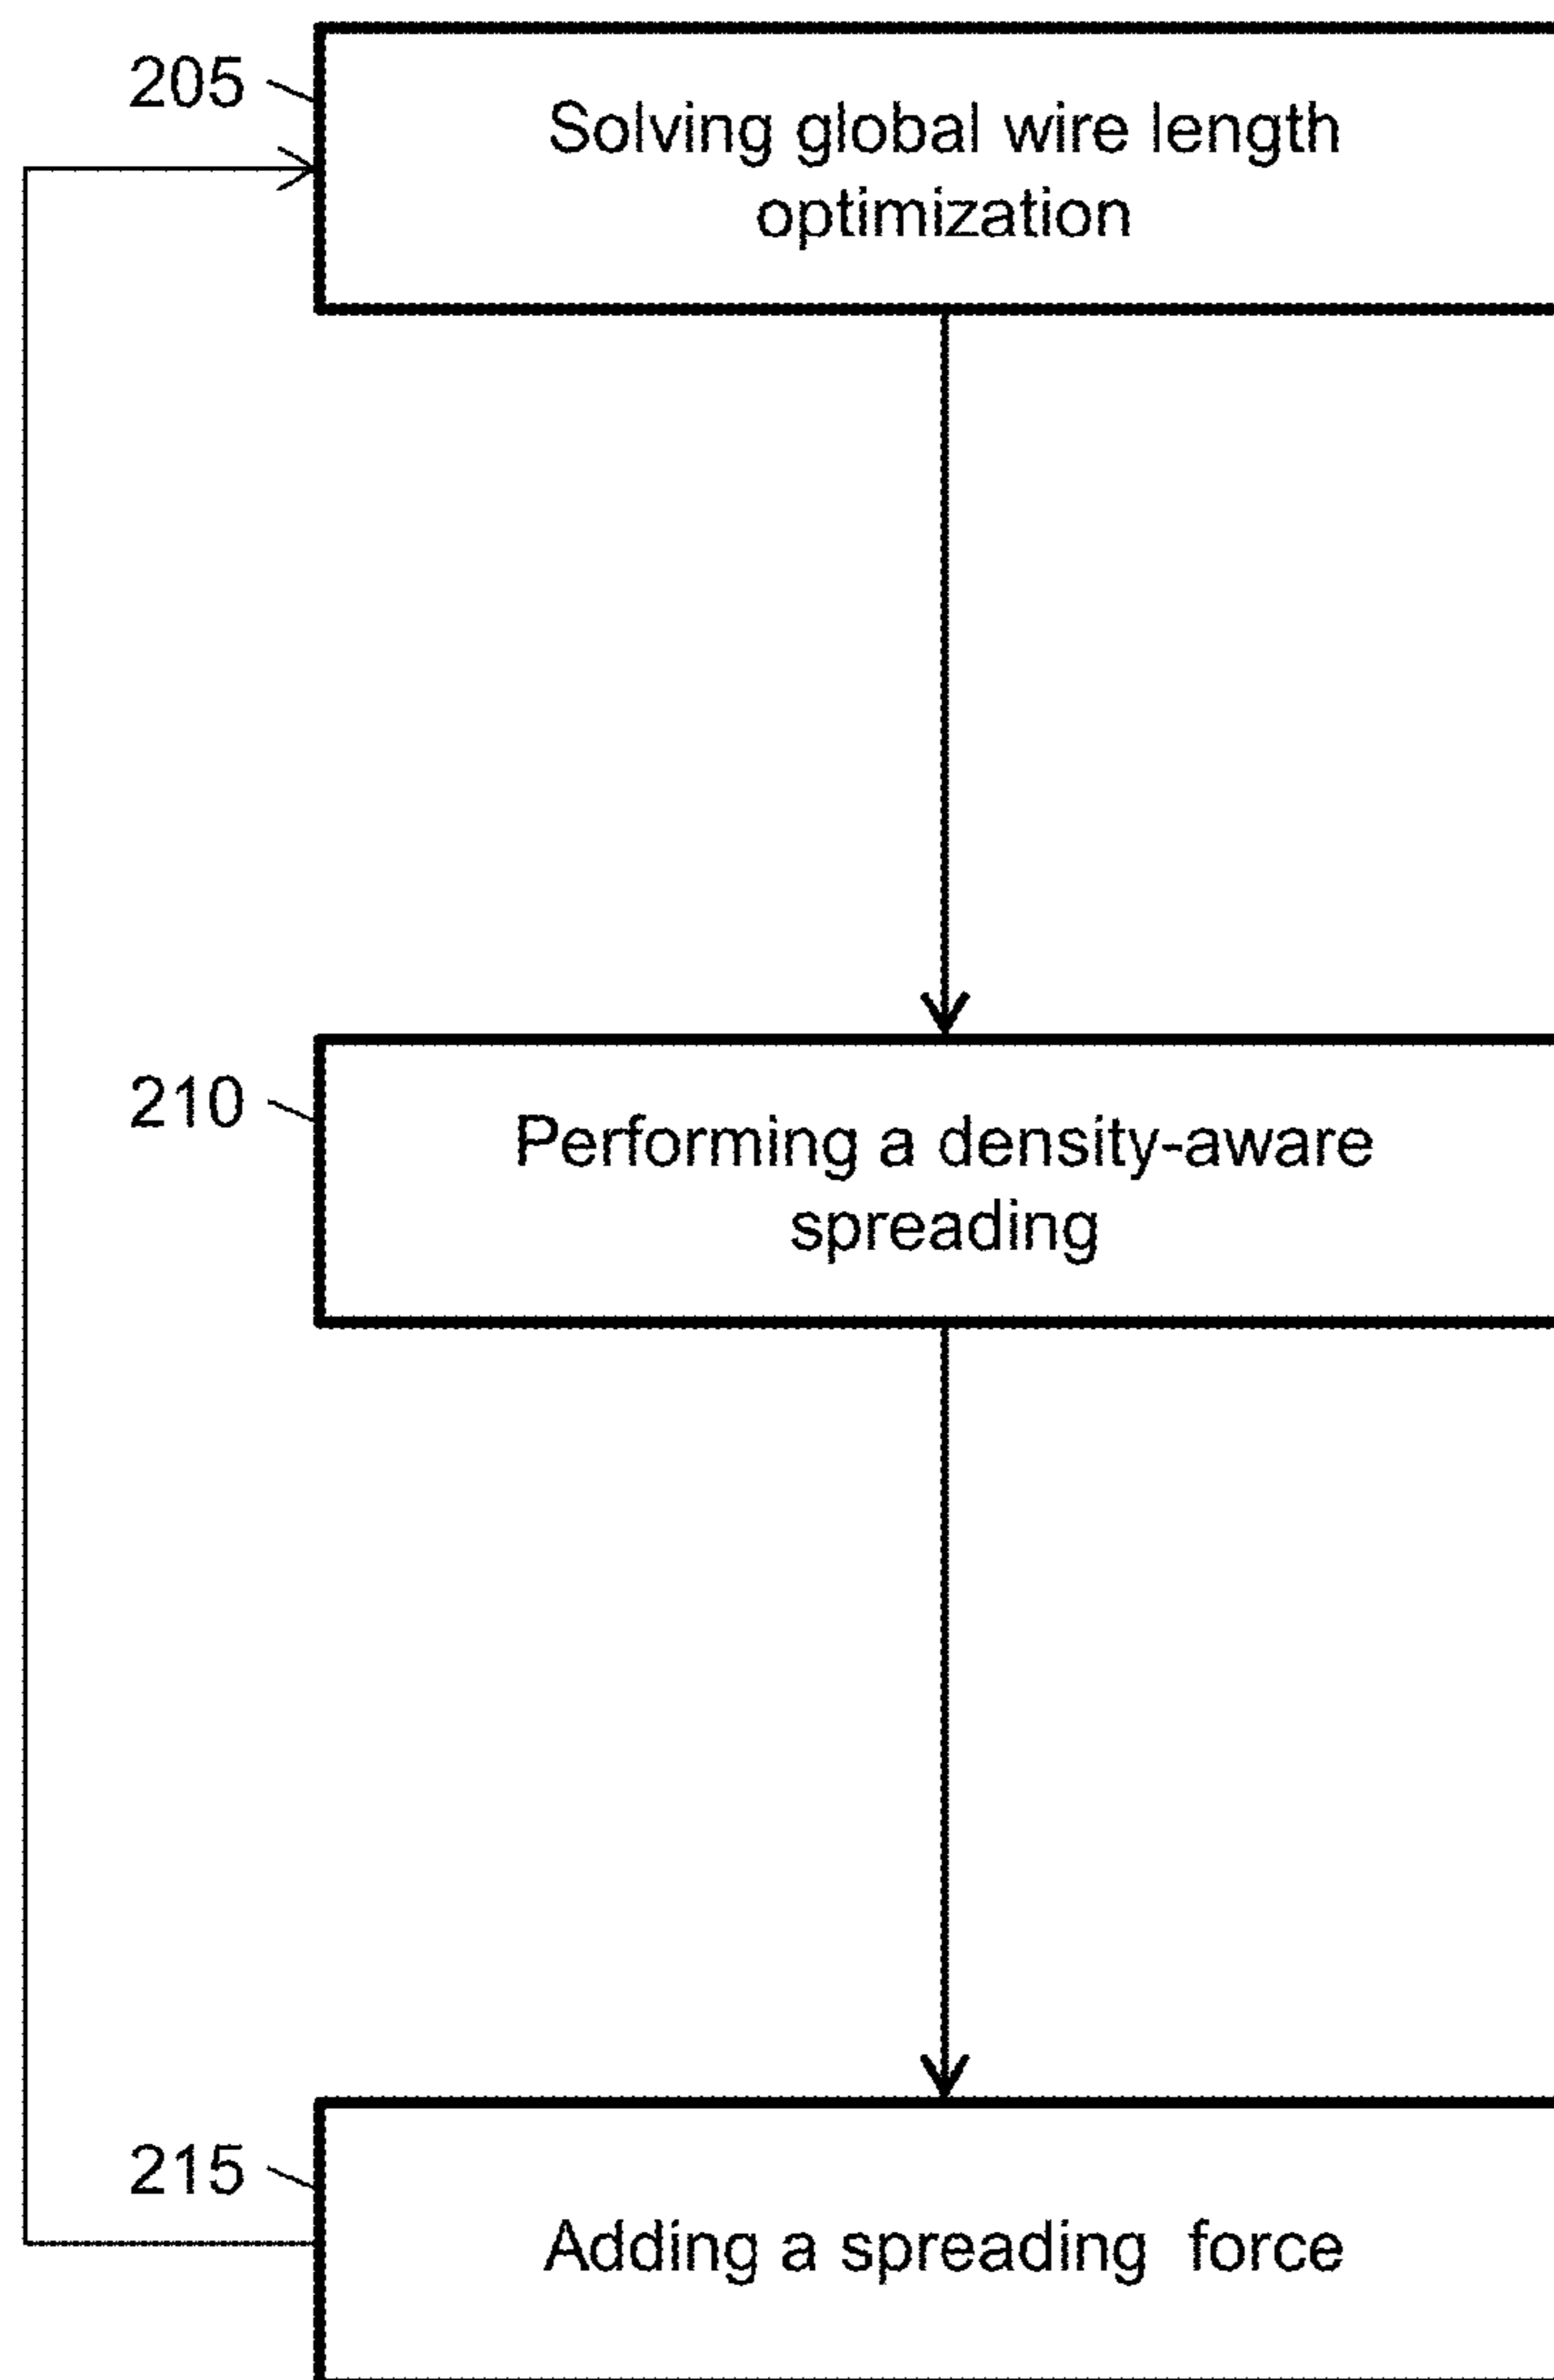 205
Solving global wire length
optimization
210
Performing a density-aware
spreading
215
Adding a spreading force